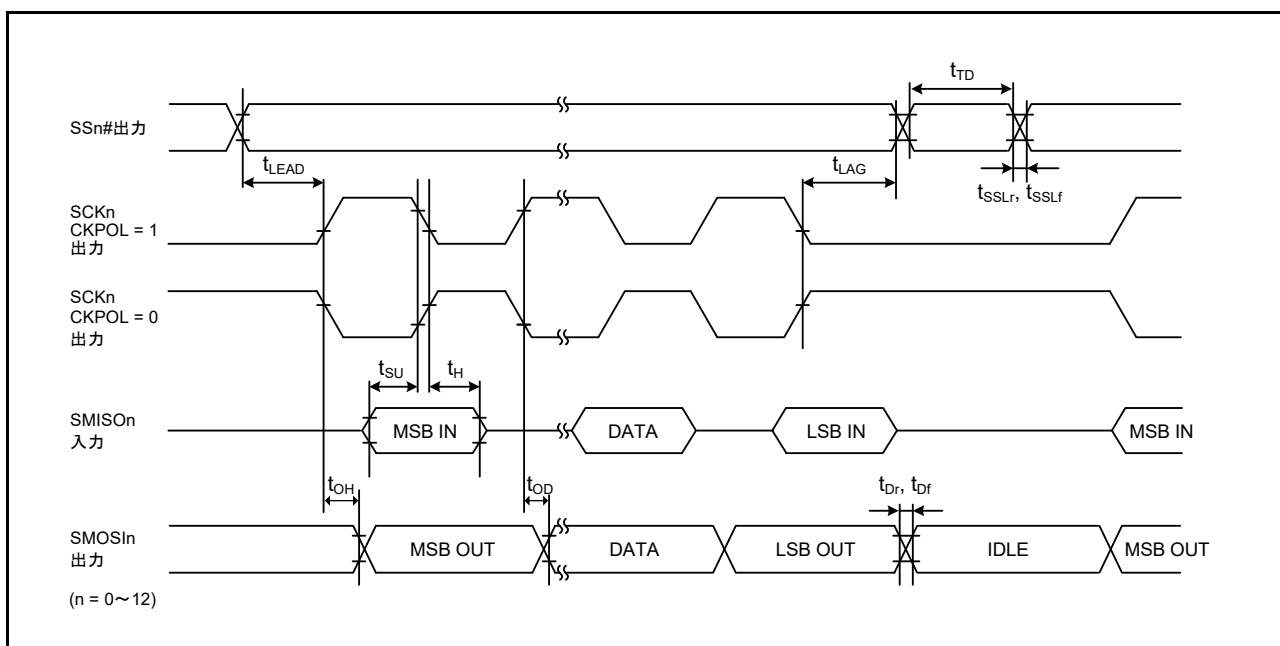 tTD
SSn#出力
tLEAD
tLAG
tSSLr, tSSLf
SCKn
CKPOL = 1
出力
SCKn
CKPOL = 0
出力
tSU
tH
SMISOn
入力
MSB IN
DATA
LSB IN
MSB IN
tOH
tOD
tDr, tDf
SMOSIn
出力
MSB OUT
DATA
LSB OUT
IDLE
MSB OUT
(n = 0～12)